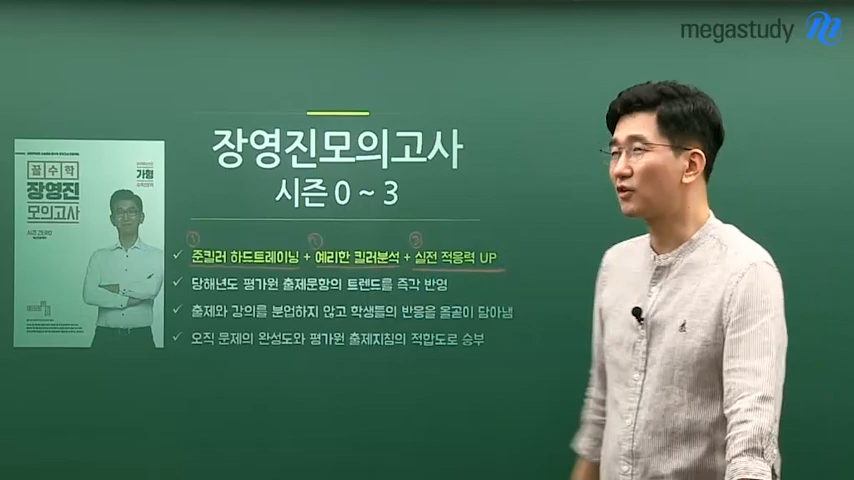 megastudy
장영진모의고사
시즌 0 ~ 3
꿀수학
가형
장영진
모의고사
① ② ③
준킬러 하드트레이닝 + 예리한 킬러분석 + 실전 적응력 UP
당해년도 평가원 출제문항의 트렌드를 즉각 반영
출제와 강의를 분업하지 않고 학생들의 반응을 올곧이 담아냄
오직 문제의 완성도와 평가원 출제지침의 적합도로 승부